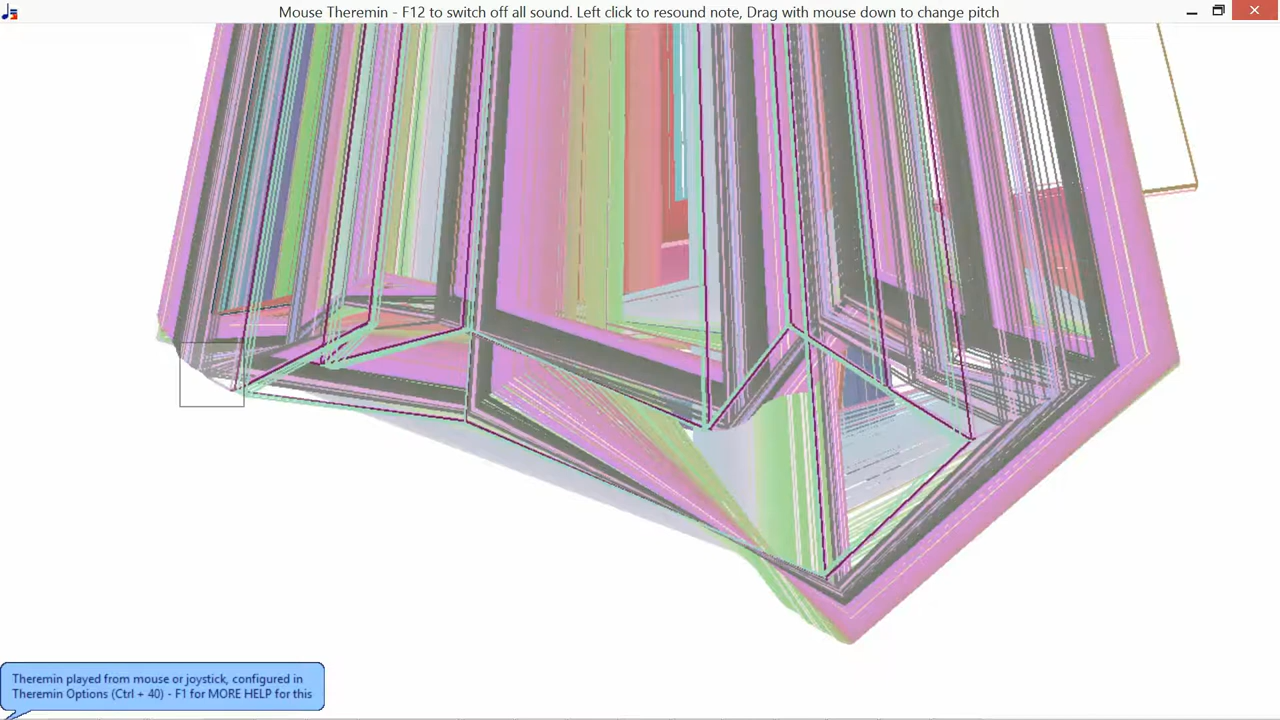 Mouse Theremin - F12 to switch off all sound. Left click to resound note, Drag with mouse down to change pitch
Theremin played from mouse or joystick, configured in
Theremin Options (Ctrl + 40) - F1 for MORE HELP for this